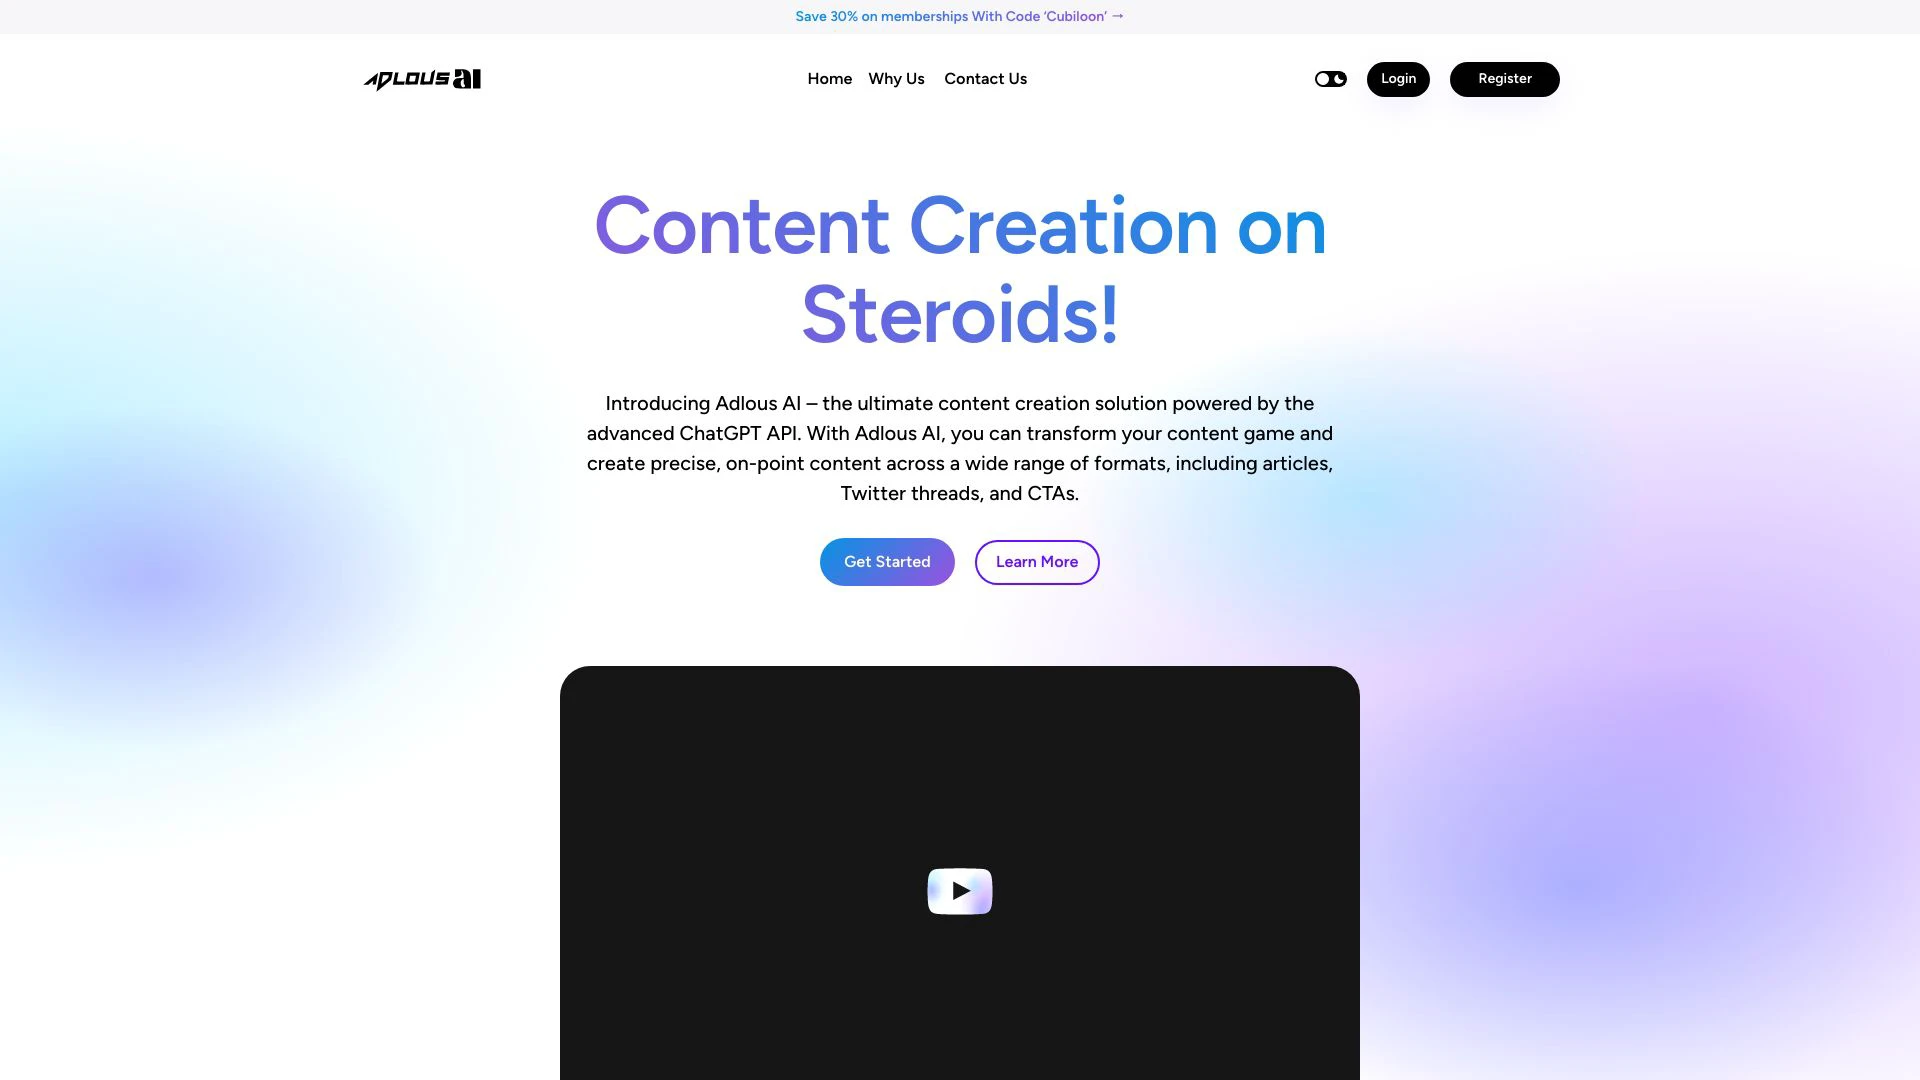 Save 30% on memberships With Code ‘Cubiloon’ →
ADLOUS aI
Home Why Us Contact Us
Login
Register
Content Creation on
Steroids!
Introducing Adlous AI – the ultimate content creation solution powered by the
advanced ChatGPT API. With Adlous AI, you can transform your content game and
create precise, on-point content across a wide range of formats, including articles,
Twitter threads, and CTAs.
Get Started
Learn More